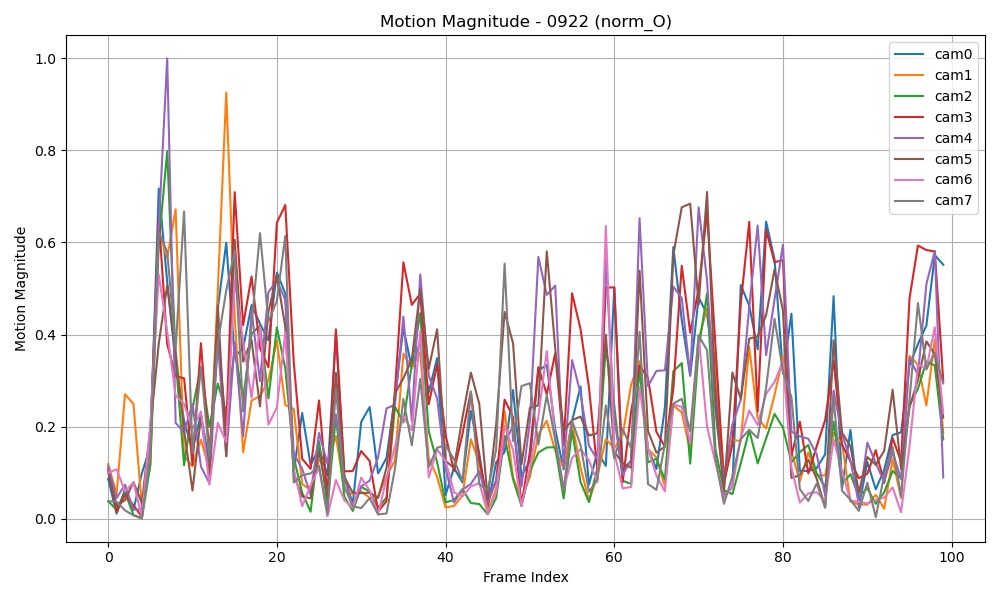 Motion Magnitude - 0922 (norm_O)
Motion Magnitude
1.0
0.8
0.6
0.4
0.2
0.0
0
20
40
60
80
100
Frame Index
cam0
cam1
cam2
cam3
cam4
cam5
cam6
cam7